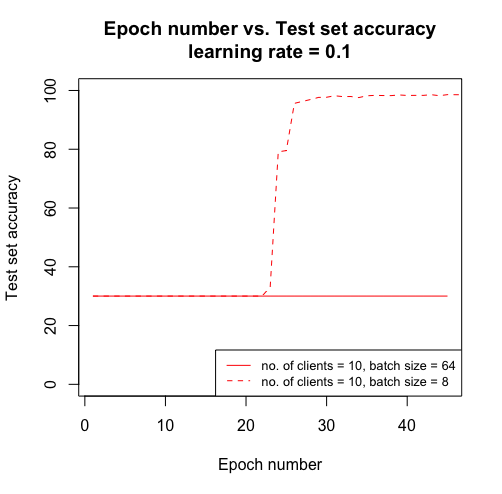 Epoch number vs. Test set accuracy
learning rate = 0.1
Test set accuracy
100
80
60
40
20
0
no. of clients = 10, batch size = 64
no. of clients = 10, batch size = 8
0 10 20 30 40
Epoch number